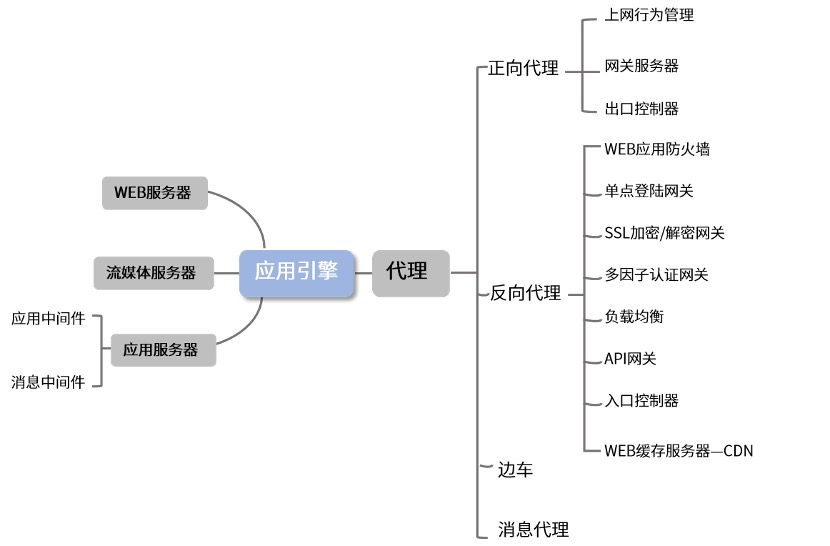 WEB服务器
流媒体服务器
应用服务器
应用中间件
消息中间件
应用引擎
代理
正向代理
上网行为管理
网关服务器
出口控制器
反向代理
WEB应用防火墙
单点登陆网关
SSL加密/解密网关
多因子认证网关
负载均衡
API网关
入口控制器
WEB缓存服务器—CDN
边车
消息代理